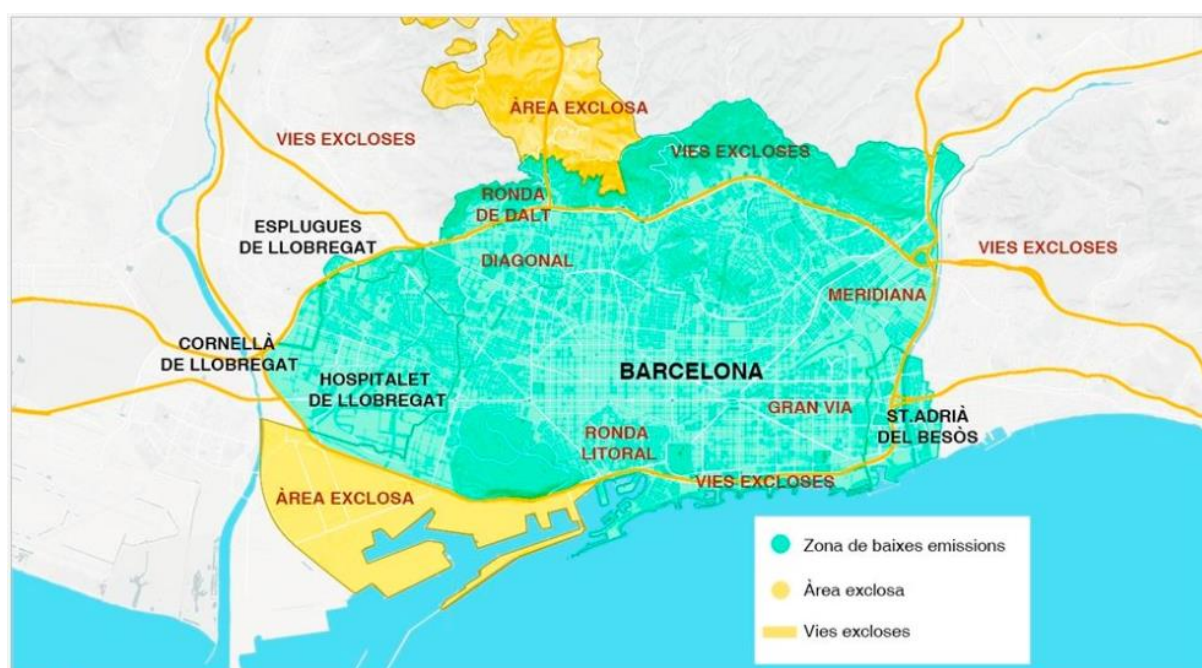 ÀREA EXCLOSA
VIES EXCLOSES
VIES EXCLOSES
RONDA
DE DALT
ESPLUGUES
DE LLOBREGAT
DIAGONAL
VIES EXCLOSES
MERIDIANA
CORNELLÀ
DE LLOBREGAT
HOSPITALET
DE LLOBREGAT
BARCELONA
GRAN VIA
ST.ADRIÀ
DEL BESÒS
RONDA
LITORAL
VIES EXCLOSES
ÀREA EXCLOSA
Zona de baixes emissions
Àrea exclosa
Vies excloses